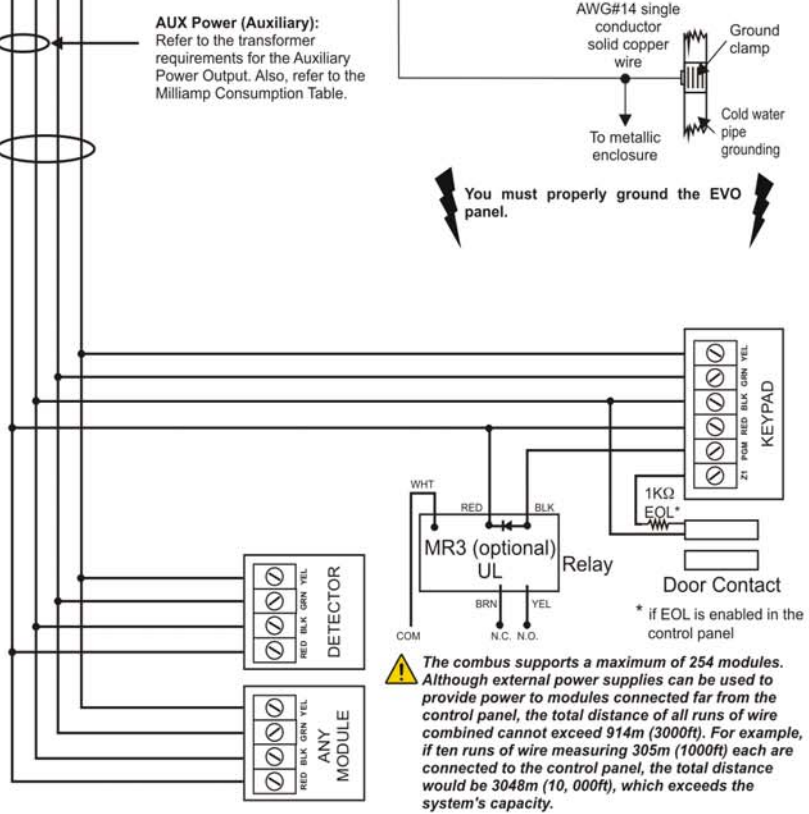 AUX Power (Auxiliary):
Refer to the transformer
requirements for the Auxiliary
Power Output. Also, refer to the
Milliamp Consumption Table.
AWG#14 single
conductor
solid copper
wire
Ground
clamp
To metallic
enclosure
Cold water
pipe
grounding
You must properly ground the EVO
panel.
YEL
GRN
BLK
RED
PGM
Z1
KEYPAD
WHT
RED
BLK
MR3 (optional)
UL
Relay
BRN
YEL
COM
N.C. N.O.
1KΩ
EOL*
Door Contact
* if EOL is enabled in the
control panel
YEL
GRN
BLK
RED
DETECTOR
YEL
GRN
BLK
RED
ANY
MODULE
The combus supports a maximum of 254 modules.
Although external power supplies can be used to
provide power to modules connected far from the
control panel, the total distance of all runs of wire
combined cannot exceed 914m (3000ft). For example,
if ten runs of wire measuring 305m (1000ft) each are
connected to the control panel, the total distance
would be 3048m (10, 000ft), which exceeds the
system's capacity.